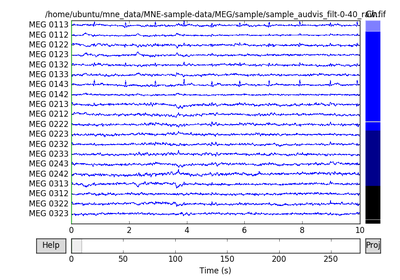 /home/ubuntu/mne_data/MNE-sample-data/MEG/sample/sample_audvis_filt-0-40_raw.fif
Ch.
MEG 0113
MEG 0112
MEG 0122
MEG 0123
MEG 0132
MEG 0133
MEG 0143
MEG 0142
MEG 0213
MEG 0212
MEG 0222
MEG 0223
MEG 0232
MEG 0233
MEG 0243
MEG 0242
MEG 0313
MEG 0312
MEG 0322
MEG 0323
0 2 4 6 8 10
Help
Proj
0 50 100 150 200 250
Time (s)